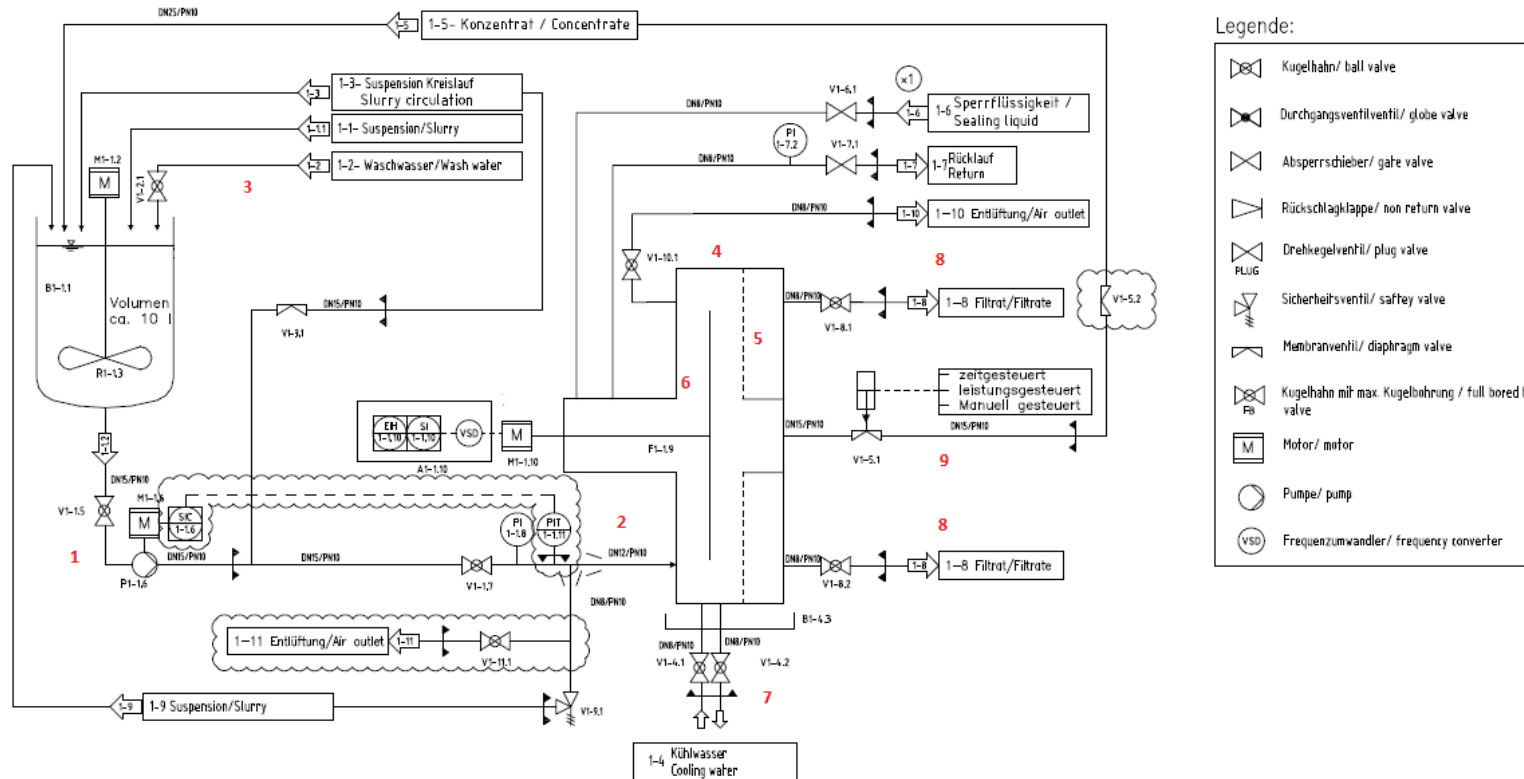 DN25/PN10
1-5
1-5- Konzentrat / Concentrate
1-3
1-3- Suspension Kreislauf
Slurry circulation
1-1.1
1-1- Suspension/Slurry
1-2
1-2- Waschwasser/Wash water
3
M1-1.2
M
V1-2.1
B1-1.1
Volumen
ca. 10 l
R1-1.3
1-1.2
DN15/PN10
V1-1.5
1
M1-1.6
M
SIC
1-1.6
DN15/PN10
P1-1.6
DN15/PN10
V1-3.1
DN15/PN10
V1-1.7
PI
1-1.8
PIT
1-1.11
2
DN12/PN10
DN8/PN10
1-11 Entlüftung/Air outlet
1-11
V1-11.1
1-9
1-9 Suspension/Slurry
V1-9.1
EIH
1-1.10
SI
1-1.10
VSD
A1-1.10
M
M1-1.10
F1-1.9
4
5
6
DN8/PN10
V1-6.1
×1
1-6
1-6 Sperrflüssigkeit /
Sealing liquid
DN8/PN10
PI
1-7.2
V1-7.1
1-7
1-7 Rücklauf
Return
DN8/PN10
1-10
1-10 Entlüftung/Air outlet
V1-10.1
8
DN8/PN10
V1-8.1
1-8
1-8 Filtrat/Filtrate
V1-5.2
zeitgesteuert
leistungsgesteuert
Manuell gesteuert
DN15/PN10
V1-5.1
DN15/PN10
9
8
DN8/PN10
V1-8.2
1-8
1-8 Filtrat/Filtrate
B1-4.3
DN8/PN10
DN8/PN10
V1-4.1
V1-4.2
7
1-4 Kühlwasser
Cooling water
Legende:
Kugelhahn/ ball valve
Durchgangsventilventil/ globe valve
Absperrschieber/ gate valve
Rückschlagklappe/ non return valve
Drehkegelventil/ plug valve
PLUG
Sicherheitsventil/ saftey valve
Membranventil/ diaphragm valve
Kugelhahn mit max. Kugelbohrung / full bored
valve
FB
M
Motor/ motor
Pumpe/ pump
VSD
Frequenzumwandler/ frequency converter